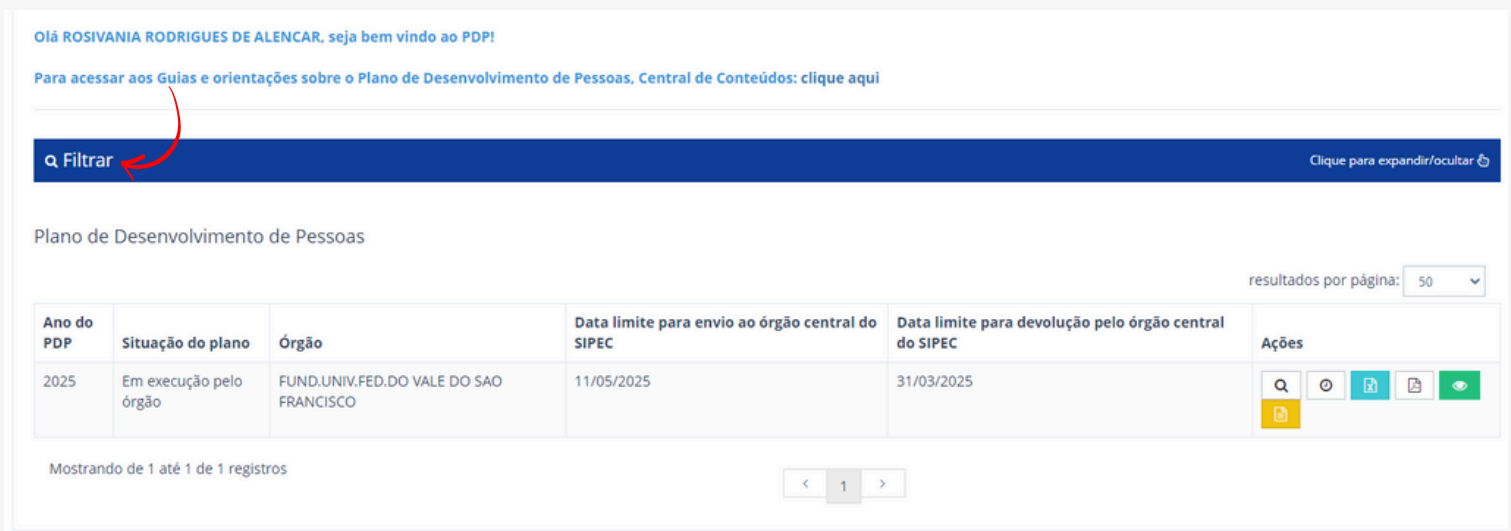 Olá ROSIVANIA RODRIGUES DE ALENCAR, seja bem vindo ao PDP!
Para acessar aos Guias e orientações sobre o Plano de Desenvolvimento de Pessoas, Central de Conteúdos: clique aqui
Filtrar
Clique para expandir/ocultar
Plano de Desenvolvimento de Pessoas
resultados por página: 50
Ano do PDP Situação do plano Órgão Data limite para envio ao órgão central do SIPEC Data limite para devolução pelo órgão central do SIPEC Ações
2025 Em execução pelo órgão FUND.UNIV.FED.DO VALE DO SAO FRANCISCO 11/05/2025 31/03/2025
Mostrando de 1 até 1 de 1 registros
1